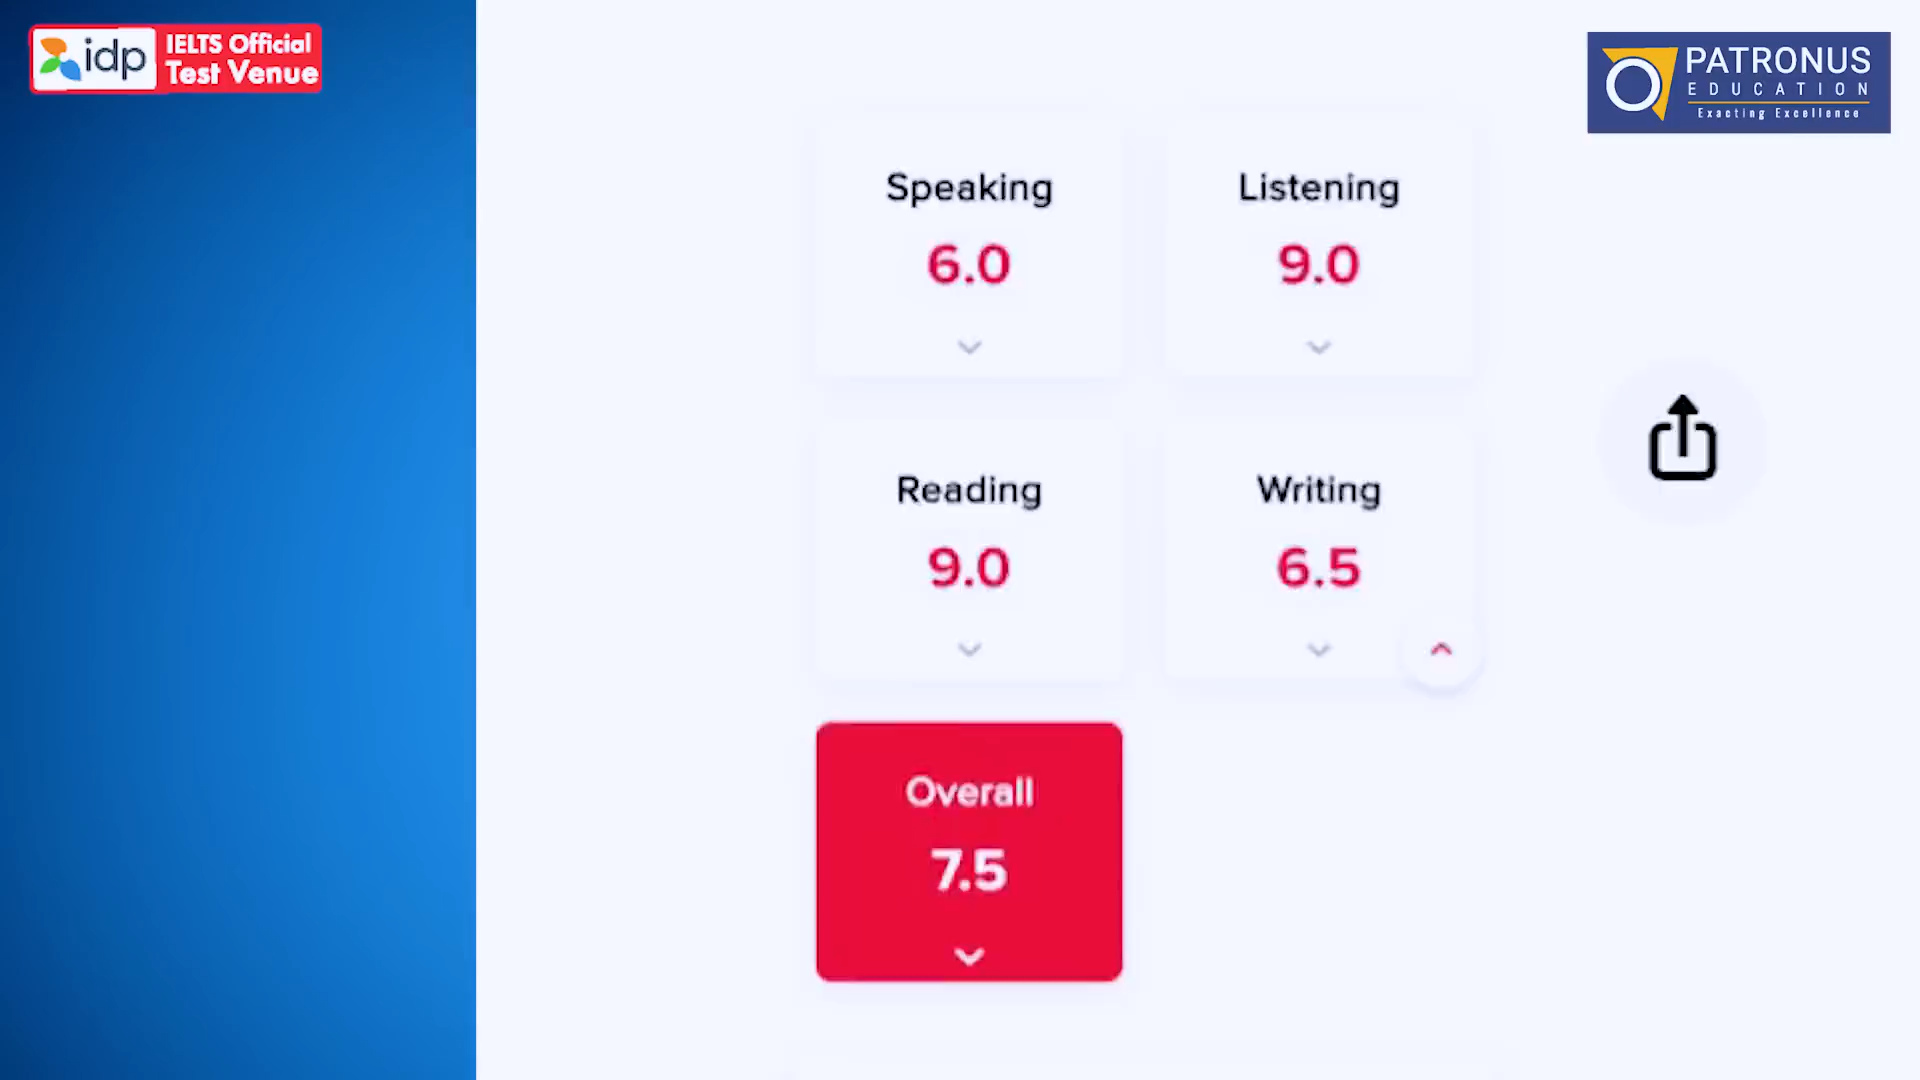 idp
IELTS Official
Test Venue
PATRONUS
EDUCATION
Exacting Excellence
Speaking
6.0
Listening
9.0
Reading
9.0
Writing
6.5
Overall
7.5